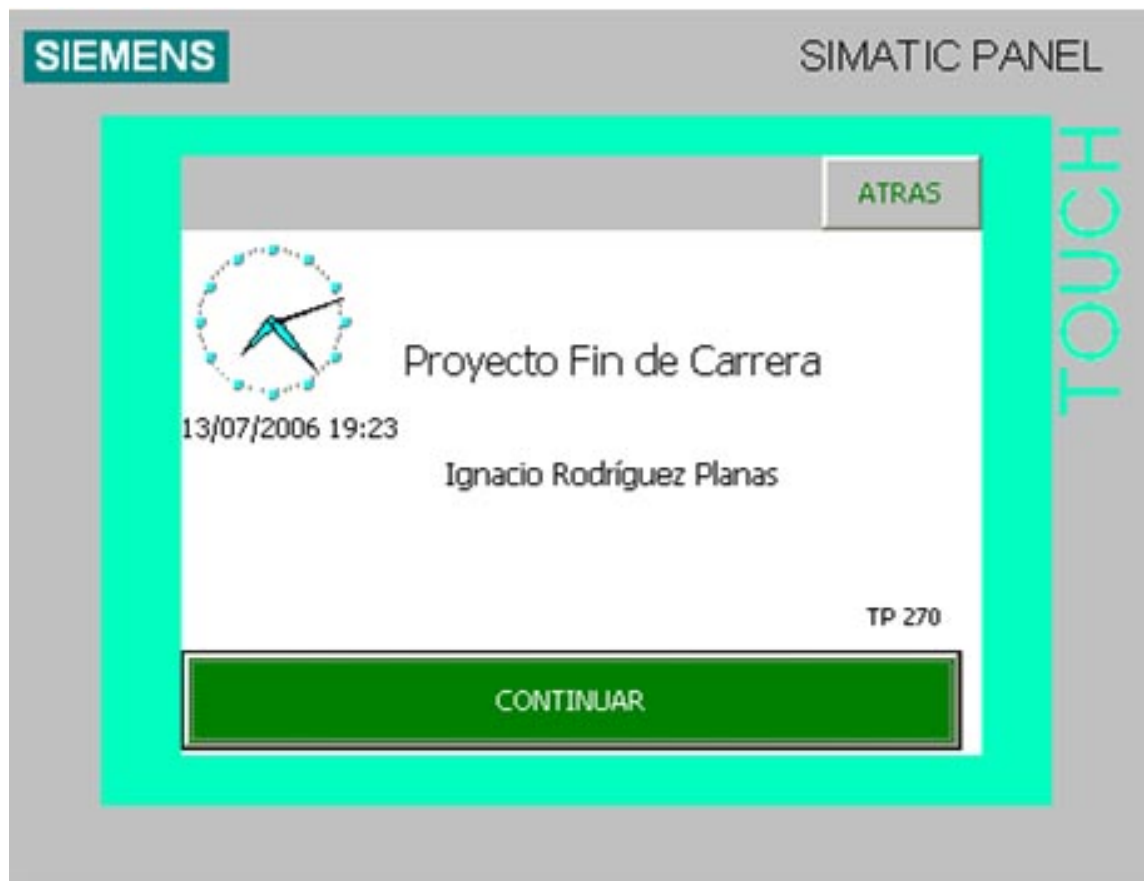 SIEMENS
SIMATIC PANEL
TOUCH
ATRAS
Proyecto Fin de Carrera
13/07/2006 19:23
Ignacio Rodríguez Planas
TP 270
CONTINUAR